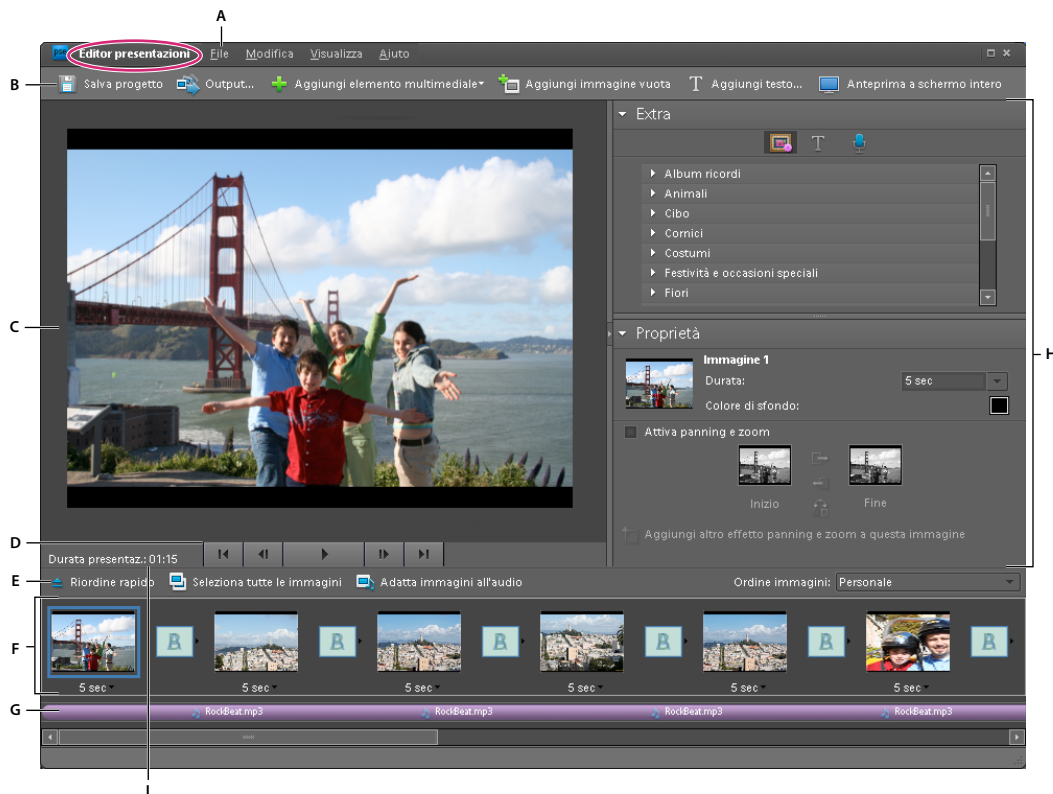 A
pse Editor presentazioni File Modifica Visualizza Aiuto
B
Salva progetto Output... Aggiungi elemento multimediale Aggiungi immagine vuota T Aggiungi testo... Anteprima a schermo intero
Extra
T
Album ricordi
Animali
Cibo
Cornici
Costumi
Festività e occasioni speciali
Fiori
C
H
Proprietà
Immagine 1
Durata: 5 sec
Colore di sfondo:
Attiva panning e zoom
Inizio Fine
Aggiungi altro effetto panning e zoom a questa immagine
D
Durata presentaz.: 01:15
E
Riordine rapido Seleziona tutte le immagini Adatta immagini all'audio Ordine immagini: Personale
F
A B A B A B A B A B A B
5 sec 5 sec 5 sec 5 sec 5 sec 5 sec
G
RockBeat.mp3 RockBeat.mp3 RockBeat.mp3 RockBeat.mp3
I